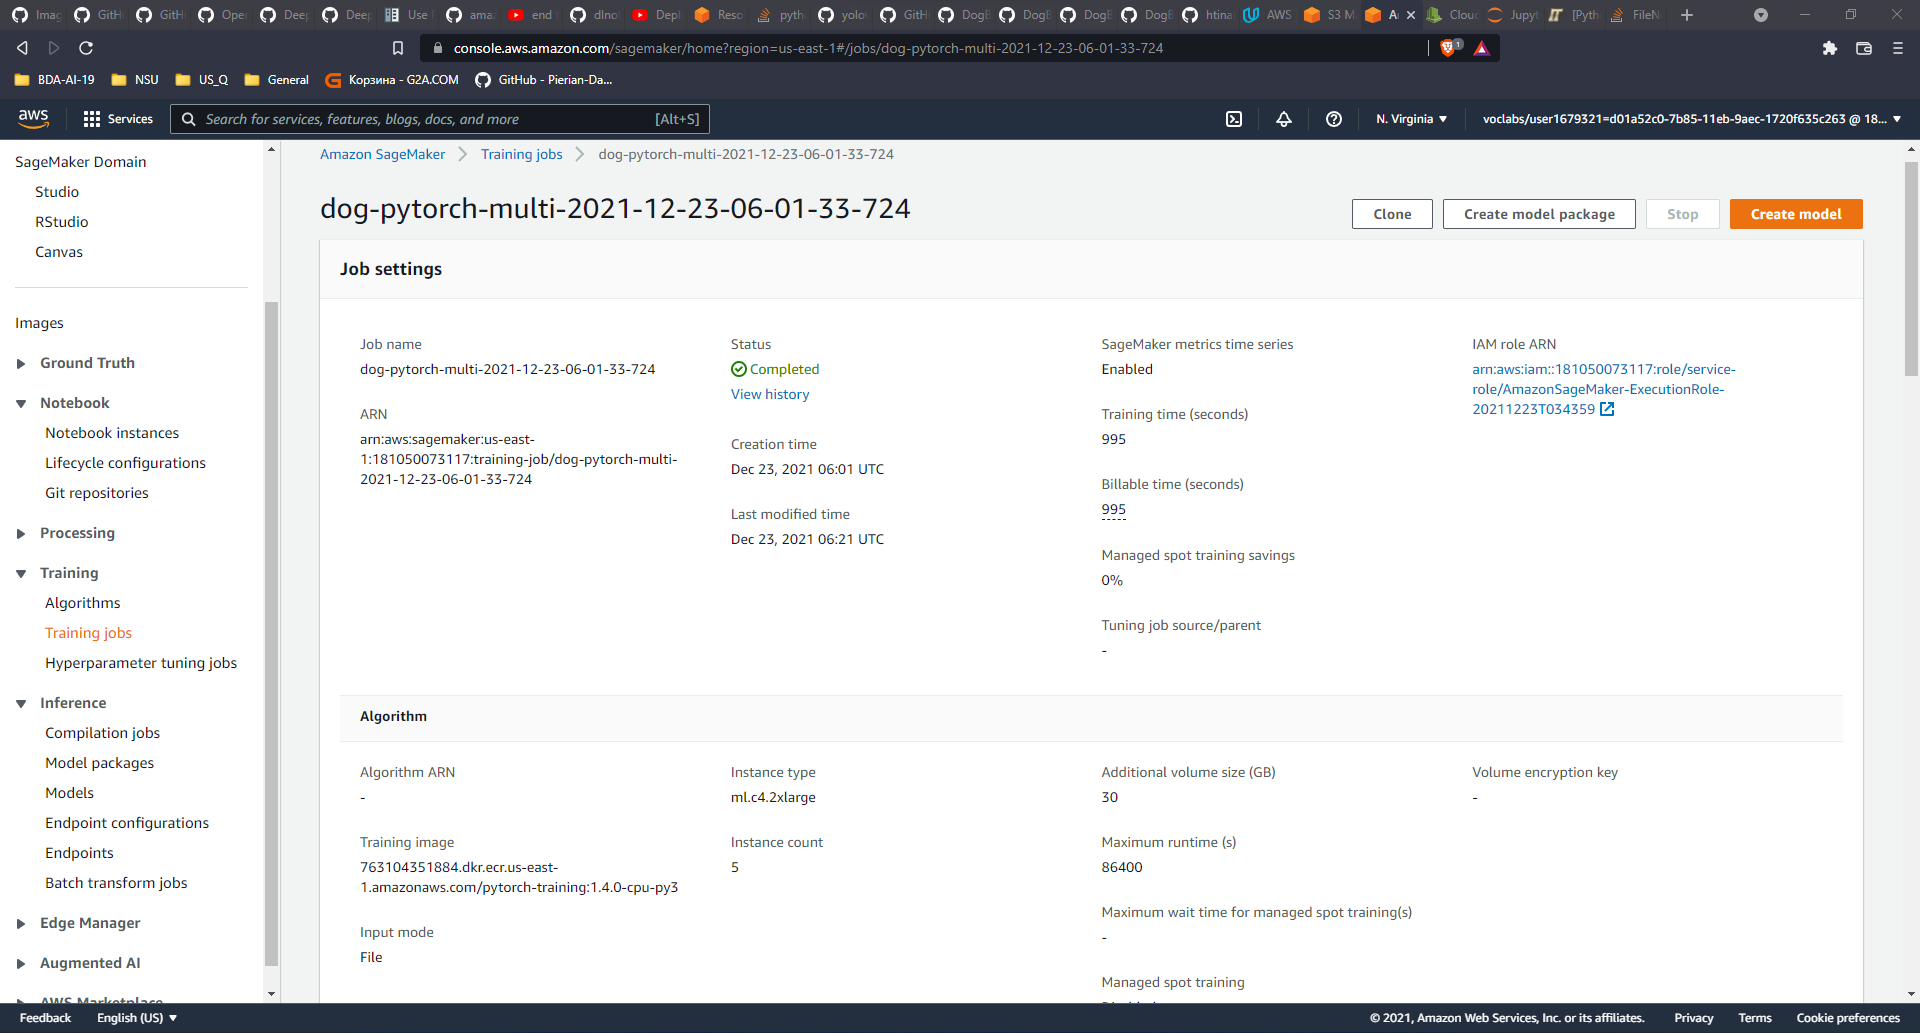 Imag
GitH
GitHu
Ope
Deep
Deep
Use
ama
end
dlno
Depl
Reso
pyth
yolo
GitH
DogB
DogB
DogB
DogB
htina
AWS
S3 M
A
Clou
Jupyt
[Pyth
FileN
console.aws.amazon.com/sagemaker/home?region=us-east-1#/jobs/dog-pytorch-multi-2021-12-23-06-01-33-724
1
BDA-AI-19
NSU
US_Q
General
Корзина - G2A.COM
GitHub - Pierian-Da...
aws
Services
Search for services, features, blogs, docs, and more
[Alt+S]
N. Virginia
voclabs/user1679321=d01a52c0-7b85-11eb-9aec-1720f635c263 @ 18...
SageMaker Domain
Studio
RStudio
Canvas
Images
Ground Truth
Notebook
Notebook instances
Lifecycle configurations
Git repositories
Processing
Training
Algorithms
Training jobs
Hyperparameter tuning jobs
Inference
Compilation jobs
Model packages
Models
Endpoint configurations
Endpoints
Batch transform jobs
Edge Manager
Augmented AI
AWS Marketplace
Amazon SageMaker
Training jobs
dog-pytorch-multi-2021-12-23-06-01-33-724
dog-pytorch-multi-2021-12-23-06-01-33-724
Clone
Create model package
Stop
Create model
Job settings
Job name
dog-pytorch-multi-2021-12-23-06-01-33-724
ARN
arn:aws:sagemaker:us-east-
1:181050073117:training-job/dog-pytorch-multi-
2021-12-23-06-01-33-724
Status
Completed
View history
Creation time
Dec 23, 2021 06:01 UTC
Last modified time
Dec 23, 2021 06:21 UTC
SageMaker metrics time series
Enabled
Training time (seconds)
995
Billable time (seconds)
995
Managed spot training savings
0%
Tuning job source/parent
-
IAM role ARN
arn:aws:iam::181050073117:role/service-
role/AmazonSageMaker-ExecutionRole-
20211223T034359
Algorithm
Algorithm ARN
-
Training image
763104351884.dkr.ecr.us-east-
1.amazonaws.com/pytorch-training:1.4.0-cpu-py3
Input mode
File
Instance type
ml.c4.2xlarge
Instance count
5
Additional volume size (GB)
30
Maximum runtime (s)
86400
Maximum wait time for managed spot training(s)
-
Managed spot training
Volume encryption key
-
Feedback
English (US)
© 2021, Amazon Web Services, Inc. or its affiliates.
Privacy
Terms
Cookie preferences